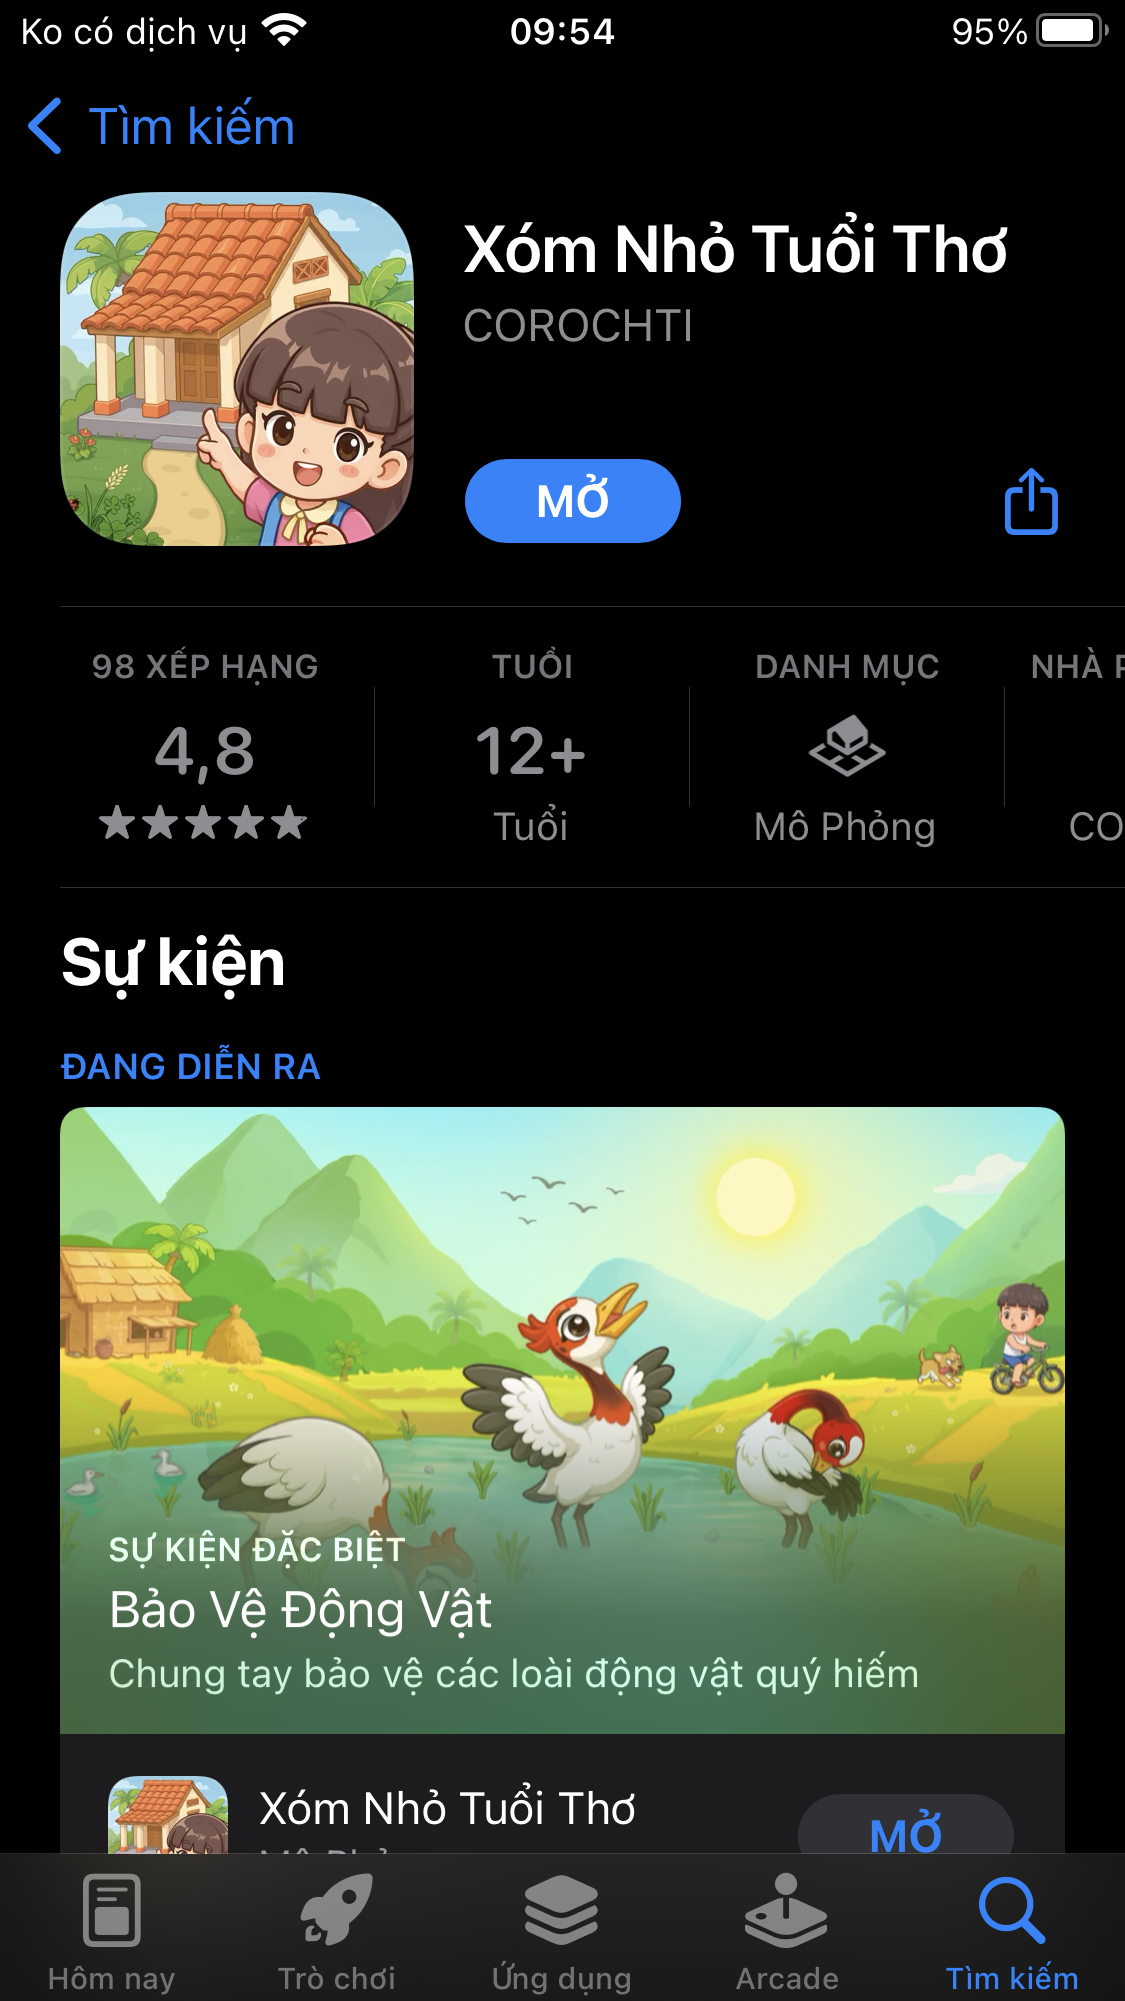 Ko có dịch vụ 09:54 95%
Tìm kiếm
Xóm Nhỏ Tuổi Thơ
COROCHTI
MỞ
98 XẾP HẠNG TUỔI DANH MỤC NHÀ
4,8 12+
Tuổi Mô Phỏng CO
Sự kiện
ĐANG DIỄN RA
SỰ KIỆN ĐẶC BIỆT
Bảo Vệ Động Vật
Chung tay bảo vệ các loài động vật quý hiếm
Xóm Nhỏ Tuổi Thơ
MỞ
Hôm nay Trò chơi Ứng dụng Arcade Tìm kiếm